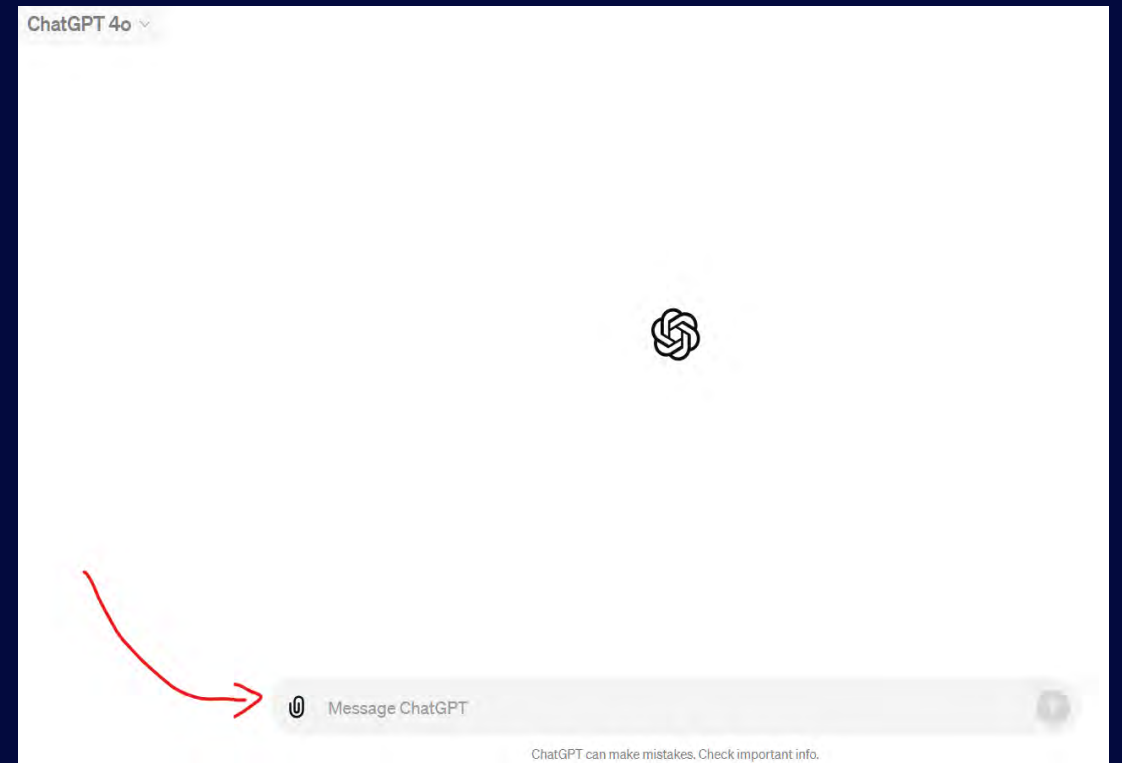 ChatGPT 4o
Message ChatGPT
ChatGPT can make mistakes. Check important info.